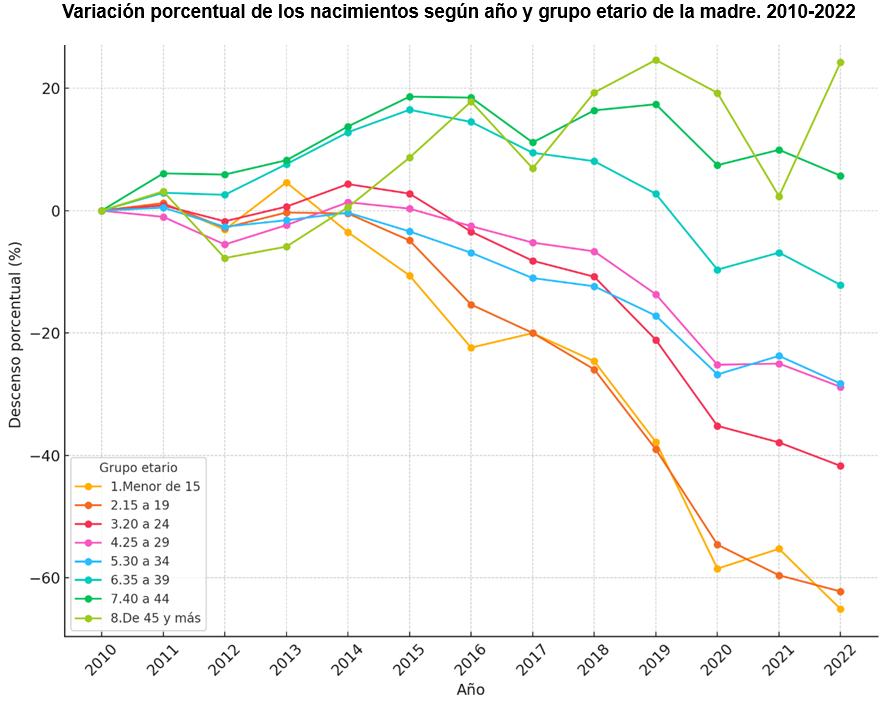 Variación porcentual de los nacimientos según año y grupo etario de la madre. 2010-2022
Descenso porcentual (%)
20
0
−20
−40
−60
Grupo etario
1.Menor de 15
2.15 a 19
3.20 a 24
4.25 a 29
5.30 a 34
6.35 a 39
7.40 a 44
8.De 45 y más
2010
2011
2012
2013
2014
2015
2016
2017
2018
2019
2020
2021
2022
Año